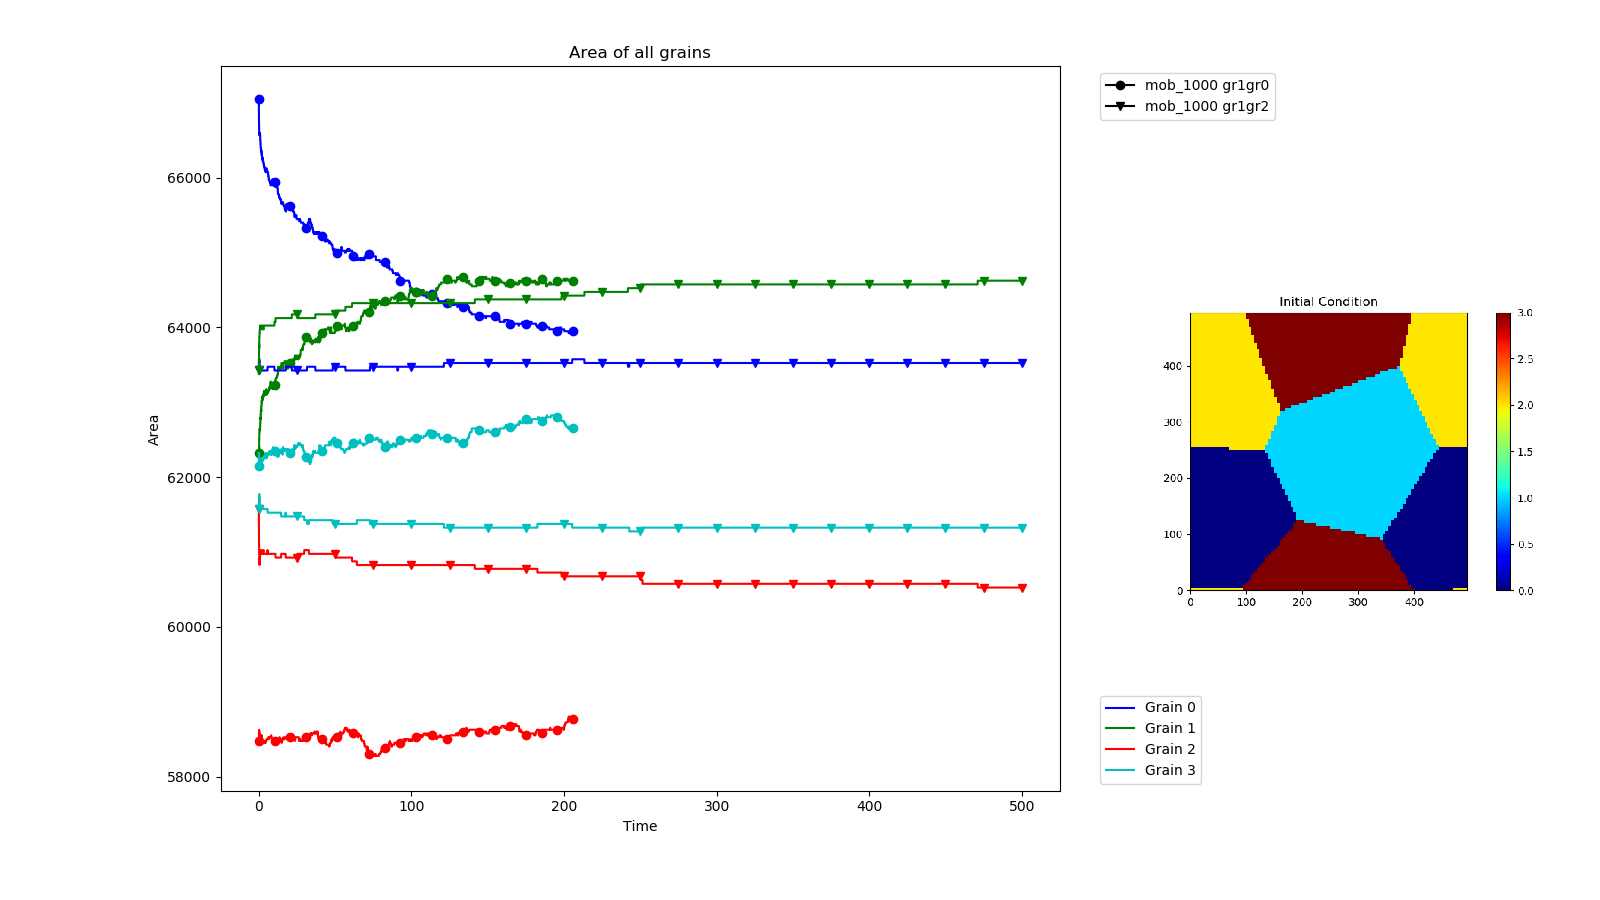 Area of all grains
mob_1000 gr1gr0
mob_1000 gr1gr2
66000
64000
62000
60000
58000
Area
0 100 200 300 400 500
Time
Initial Condition
400
300
200
100
0
0 100 200 300 400
3.0
2.5
2.0
1.5
1.0
0.5
0.0
Grain 0
Grain 1
Grain 2
Grain 3